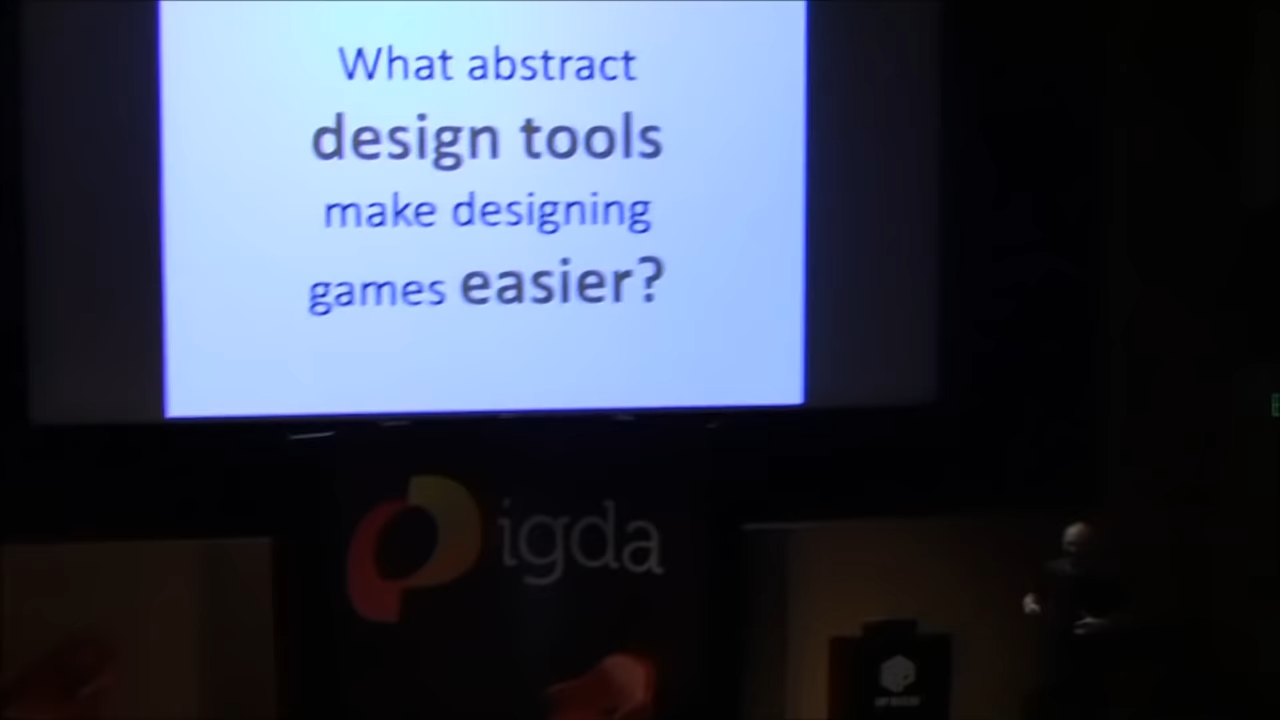 What abstract
design tools
make designing
games easier?
igda